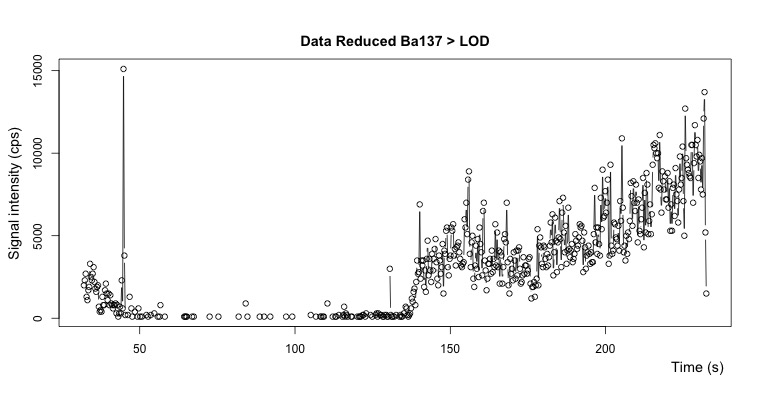 Data Reduced Ba137 > LOD
Signal intensity (cps)
15000
10000
5000
0
50 100 150 200
Time (s)